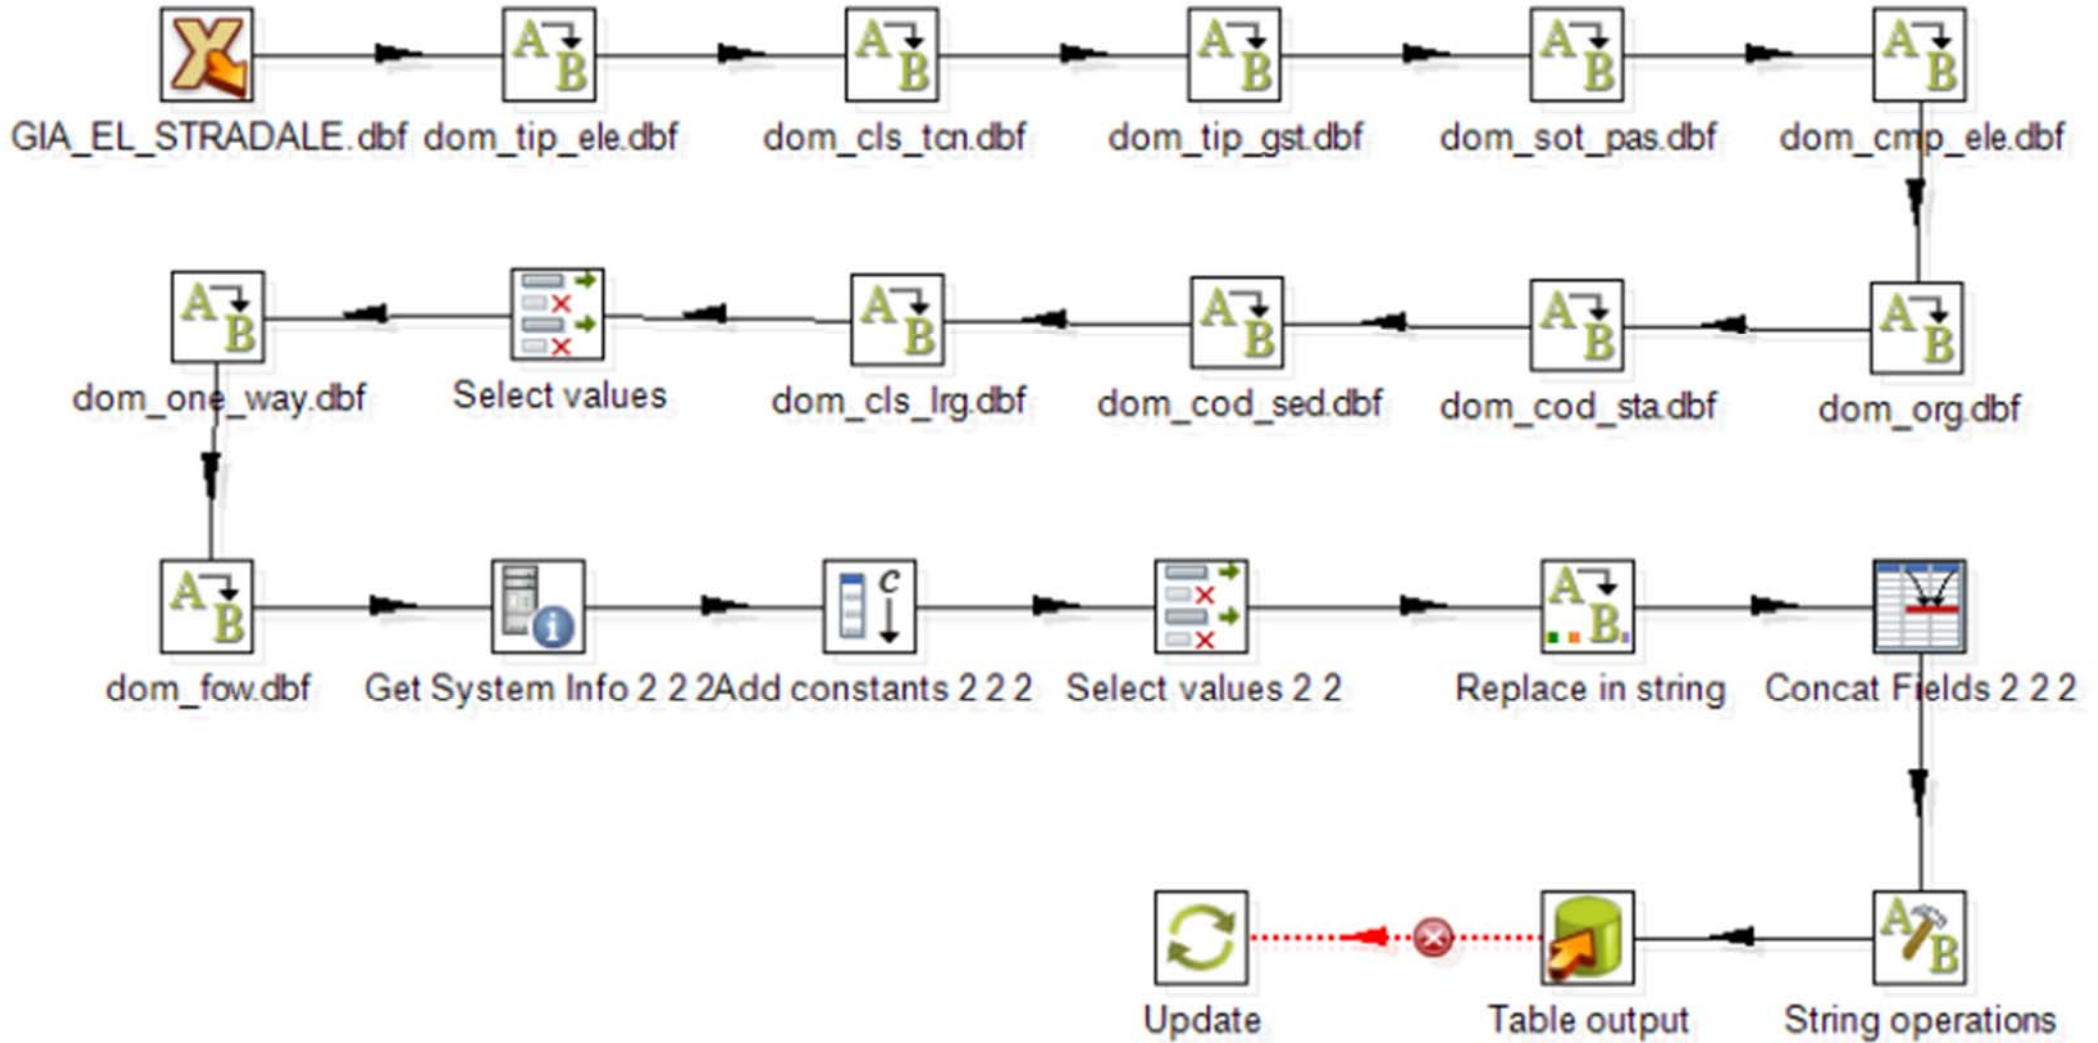 GIA_EL_STRADALE.dbf dom_tip_ele.dbf dom_cls_tcn.dbf dom_tip_gst.dbf dom_sot_pas.dbf dom_cmp_ele.dbf
dom_one_way.dbf Select values dom_cls_lrg.dbf dom_cod_sed.dbf dom_cod_sta.dbf dom_org.dbf
dom_fow.dbf Get System Info 2 2 2 Add constants 2 2 2 Select values 2 2 Replace in string Concat Fields 2 2 2
Update Table output String operations